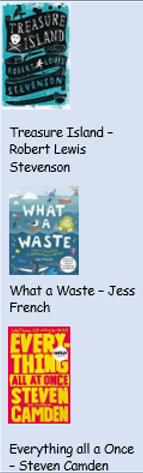 TREASURE
ISLAND
ROBERT LOUIS
STEVENSON
Treasure Island –
Robert Lewis
Stevenson
WHAT
A
WASTE
What a Waste – Jess
French
EVERY-
THING
ALL AT ONCE
STEVEN
CAMDEN
Everything all a Once
– Steven Camden